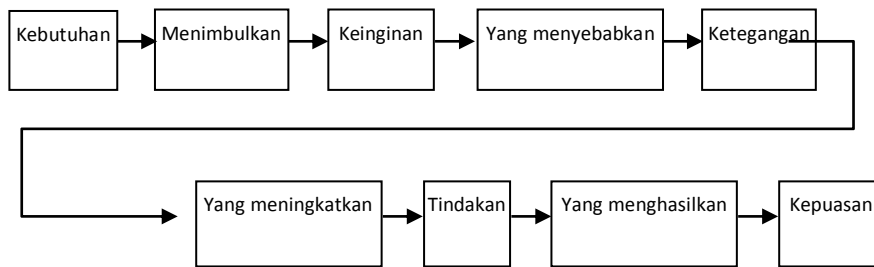 Kebutuhan
Menimbulkan
Keinginan
Yang menyebabkan
Ketegangan
Yang meningkatkan
Tindakan
Yang menghasilkan
Kepuasan